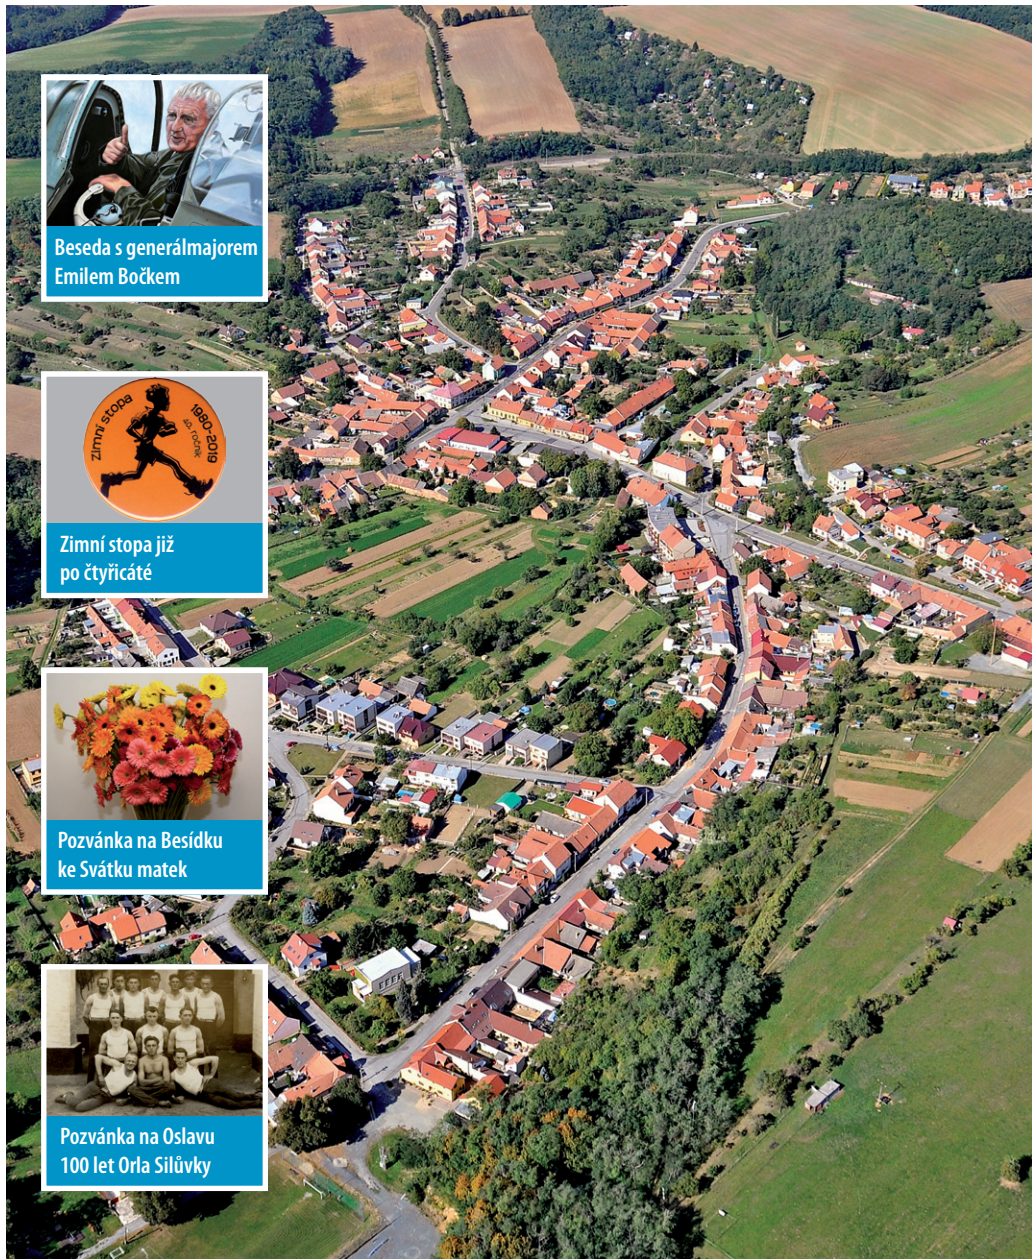 Beseda s generálmajorem
Emilem Bočkem
Zimní stopa
1980-2019
40. ročník
Zimní stopa již
po čtyřicáté
Pozvánka na Besídku
ke Svátku matek
Pozvánka na Oslavu
100 let Orla Silůvky